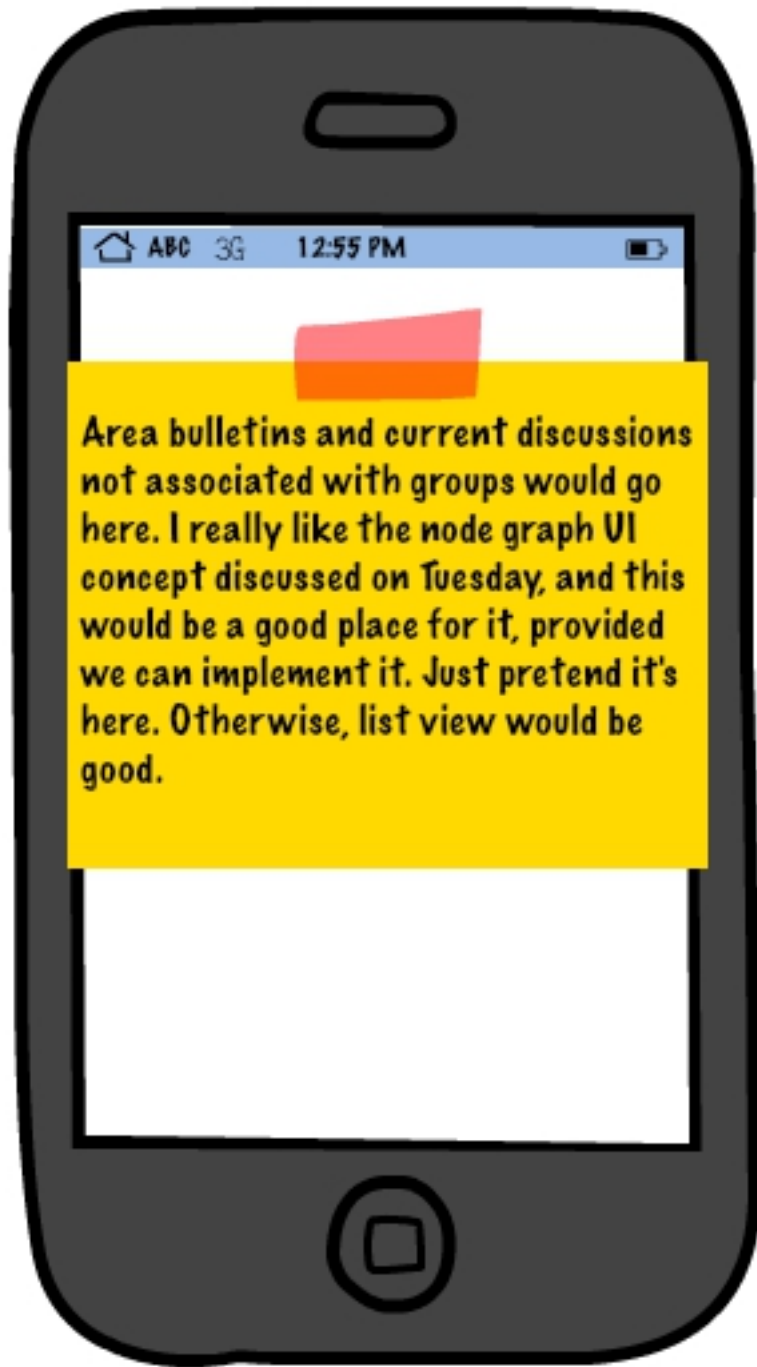 ABC 3G 12:55 PM
Area bulletins and current discussions
not associated with groups would go
here. I really like the node graph UI
concept discussed on Tuesday, and this
would be a good place for it, provided
we can implement it. Just pretend it's
here. Otherwise, list view would be
good.